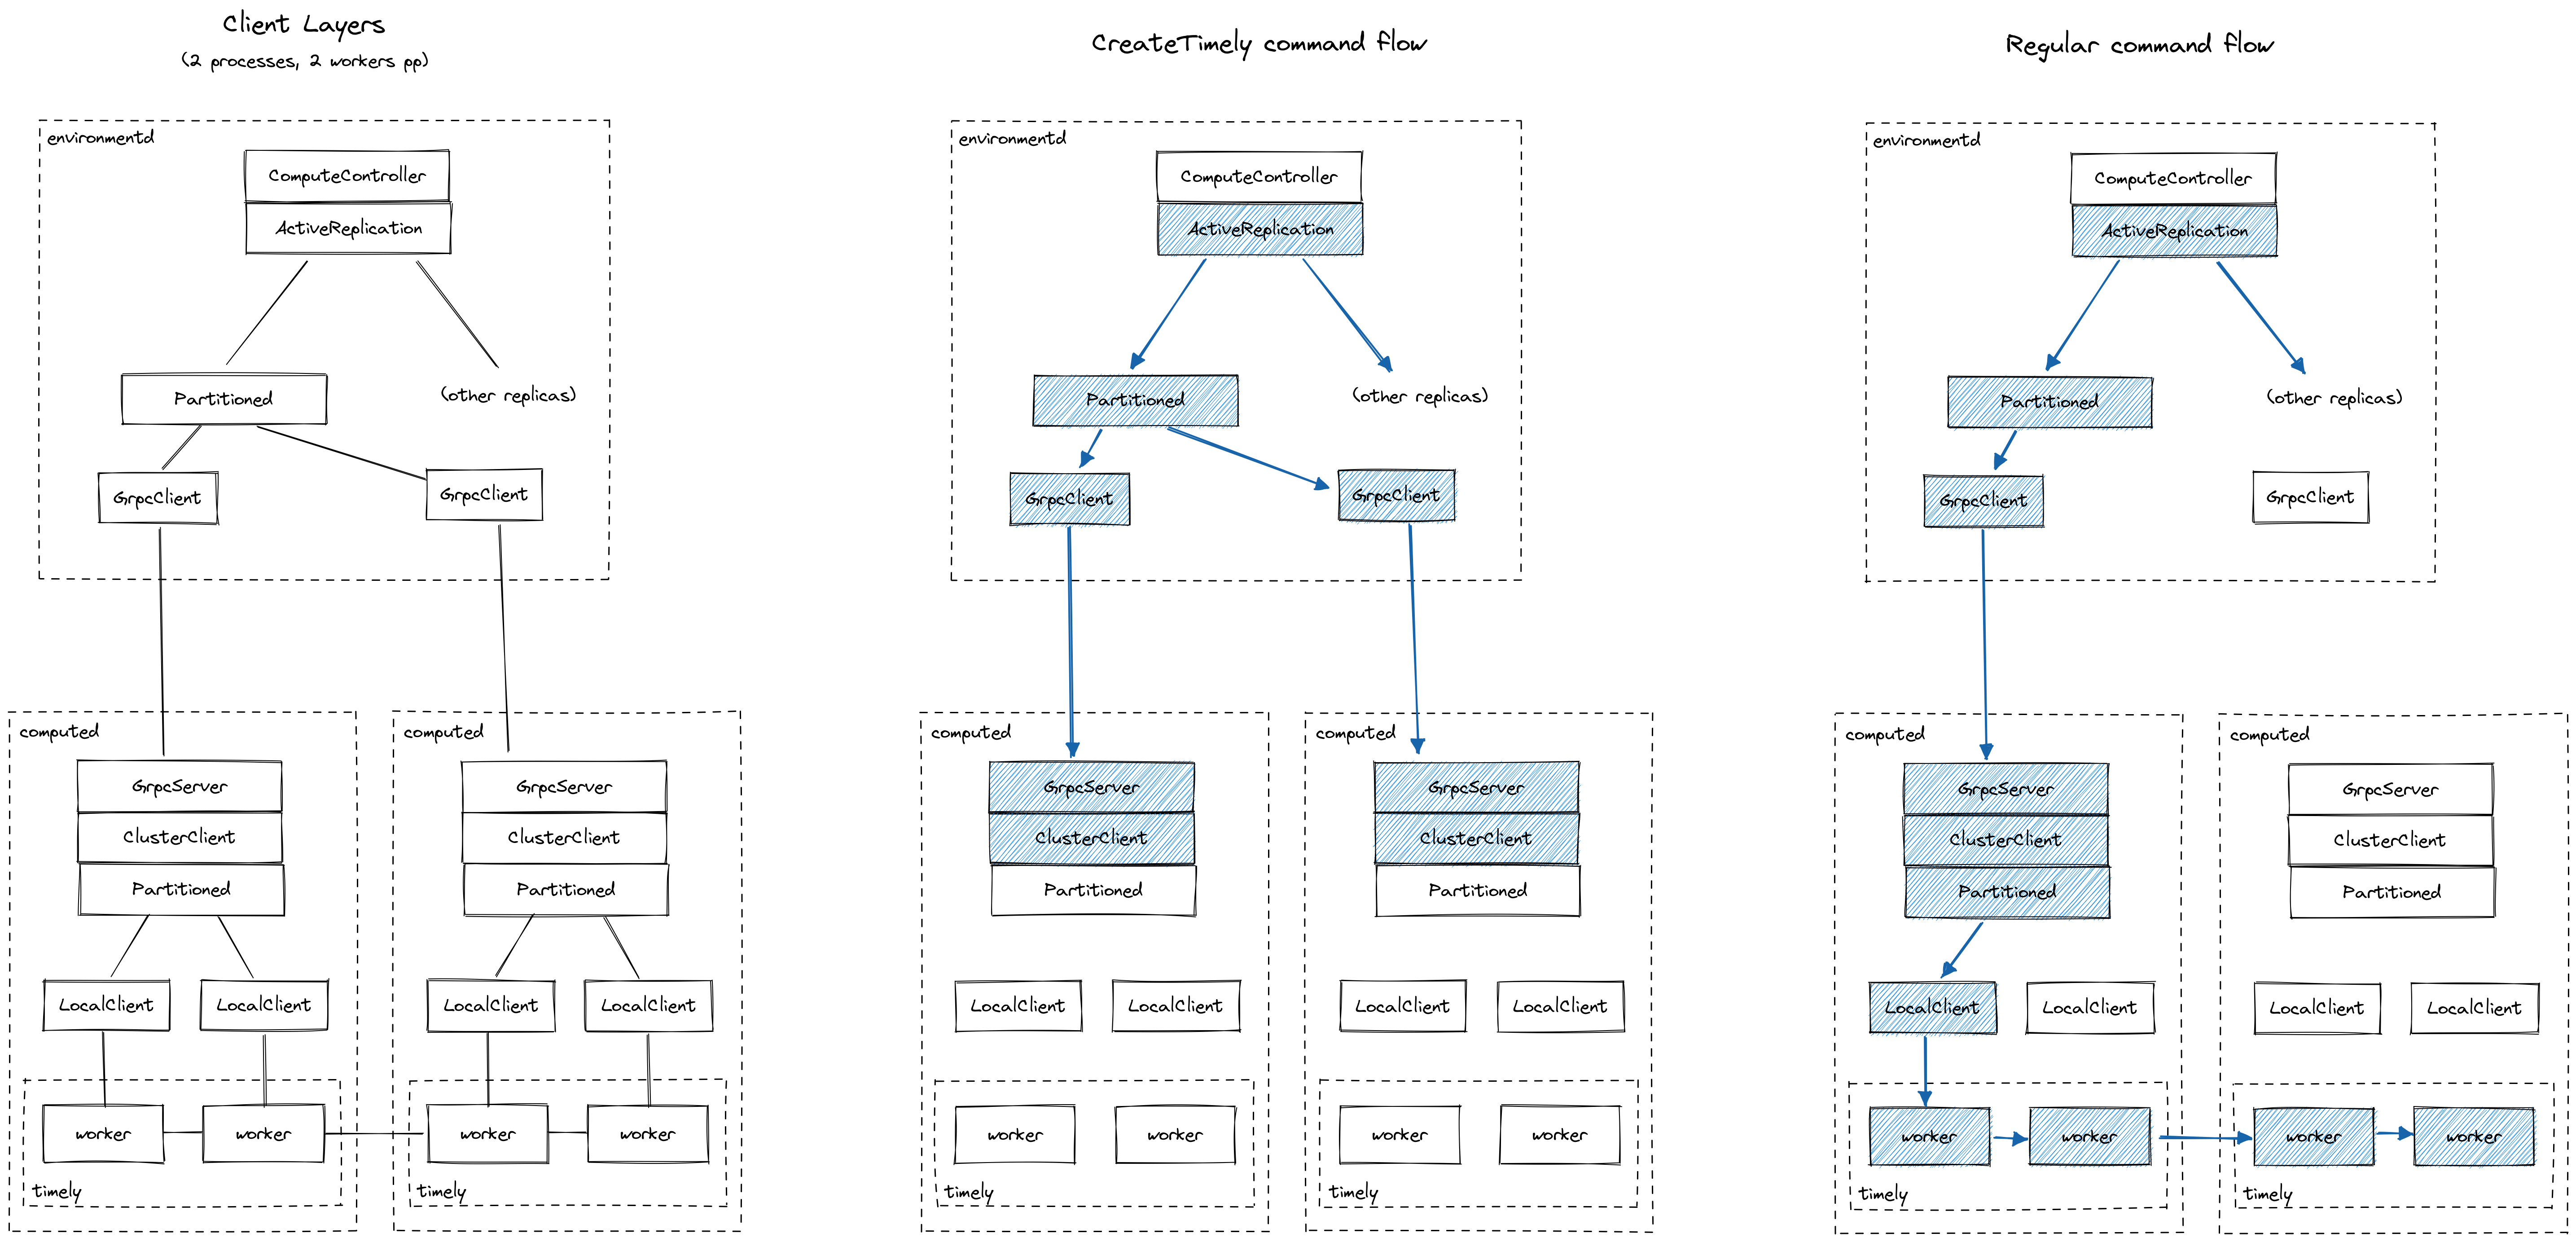 Client Layers
(2 processes, 2 workers pp)
environmentd
ComputeController
ActiveReplication
Partitioned
(other replicas)
GrpcClient
GrpcClient
computed
GrpcServer
ClusterClient
Partitioned
LocalClient
LocalClient
worker
worker
timely
computed
GrpcServer
ClusterClient
Partitioned
LocalClient
LocalClient
worker
worker
timely
CreateTimely command flow
environmentd
ComputeController
ActiveReplication
Partitioned
(other replicas)
GrpcClient
GrpcClient
computed
GrpcServer
ClusterClient
Partitioned
LocalClient
LocalClient
worker
worker
timely
computed
GrpcServer
ClusterClient
Partitioned
LocalClient
LocalClient
worker
worker
timely
Regular command flow
environmentd
ComputeController
ActiveReplication
Partitioned
(other replicas)
GrpcClient
GrpcClient
computed
GrpcServer
ClusterClient
Partitioned
LocalClient
LocalClient
worker
worker
timely
computed
GrpcServer
ClusterClient
Partitioned
LocalClient
LocalClient
worker
worker
timely